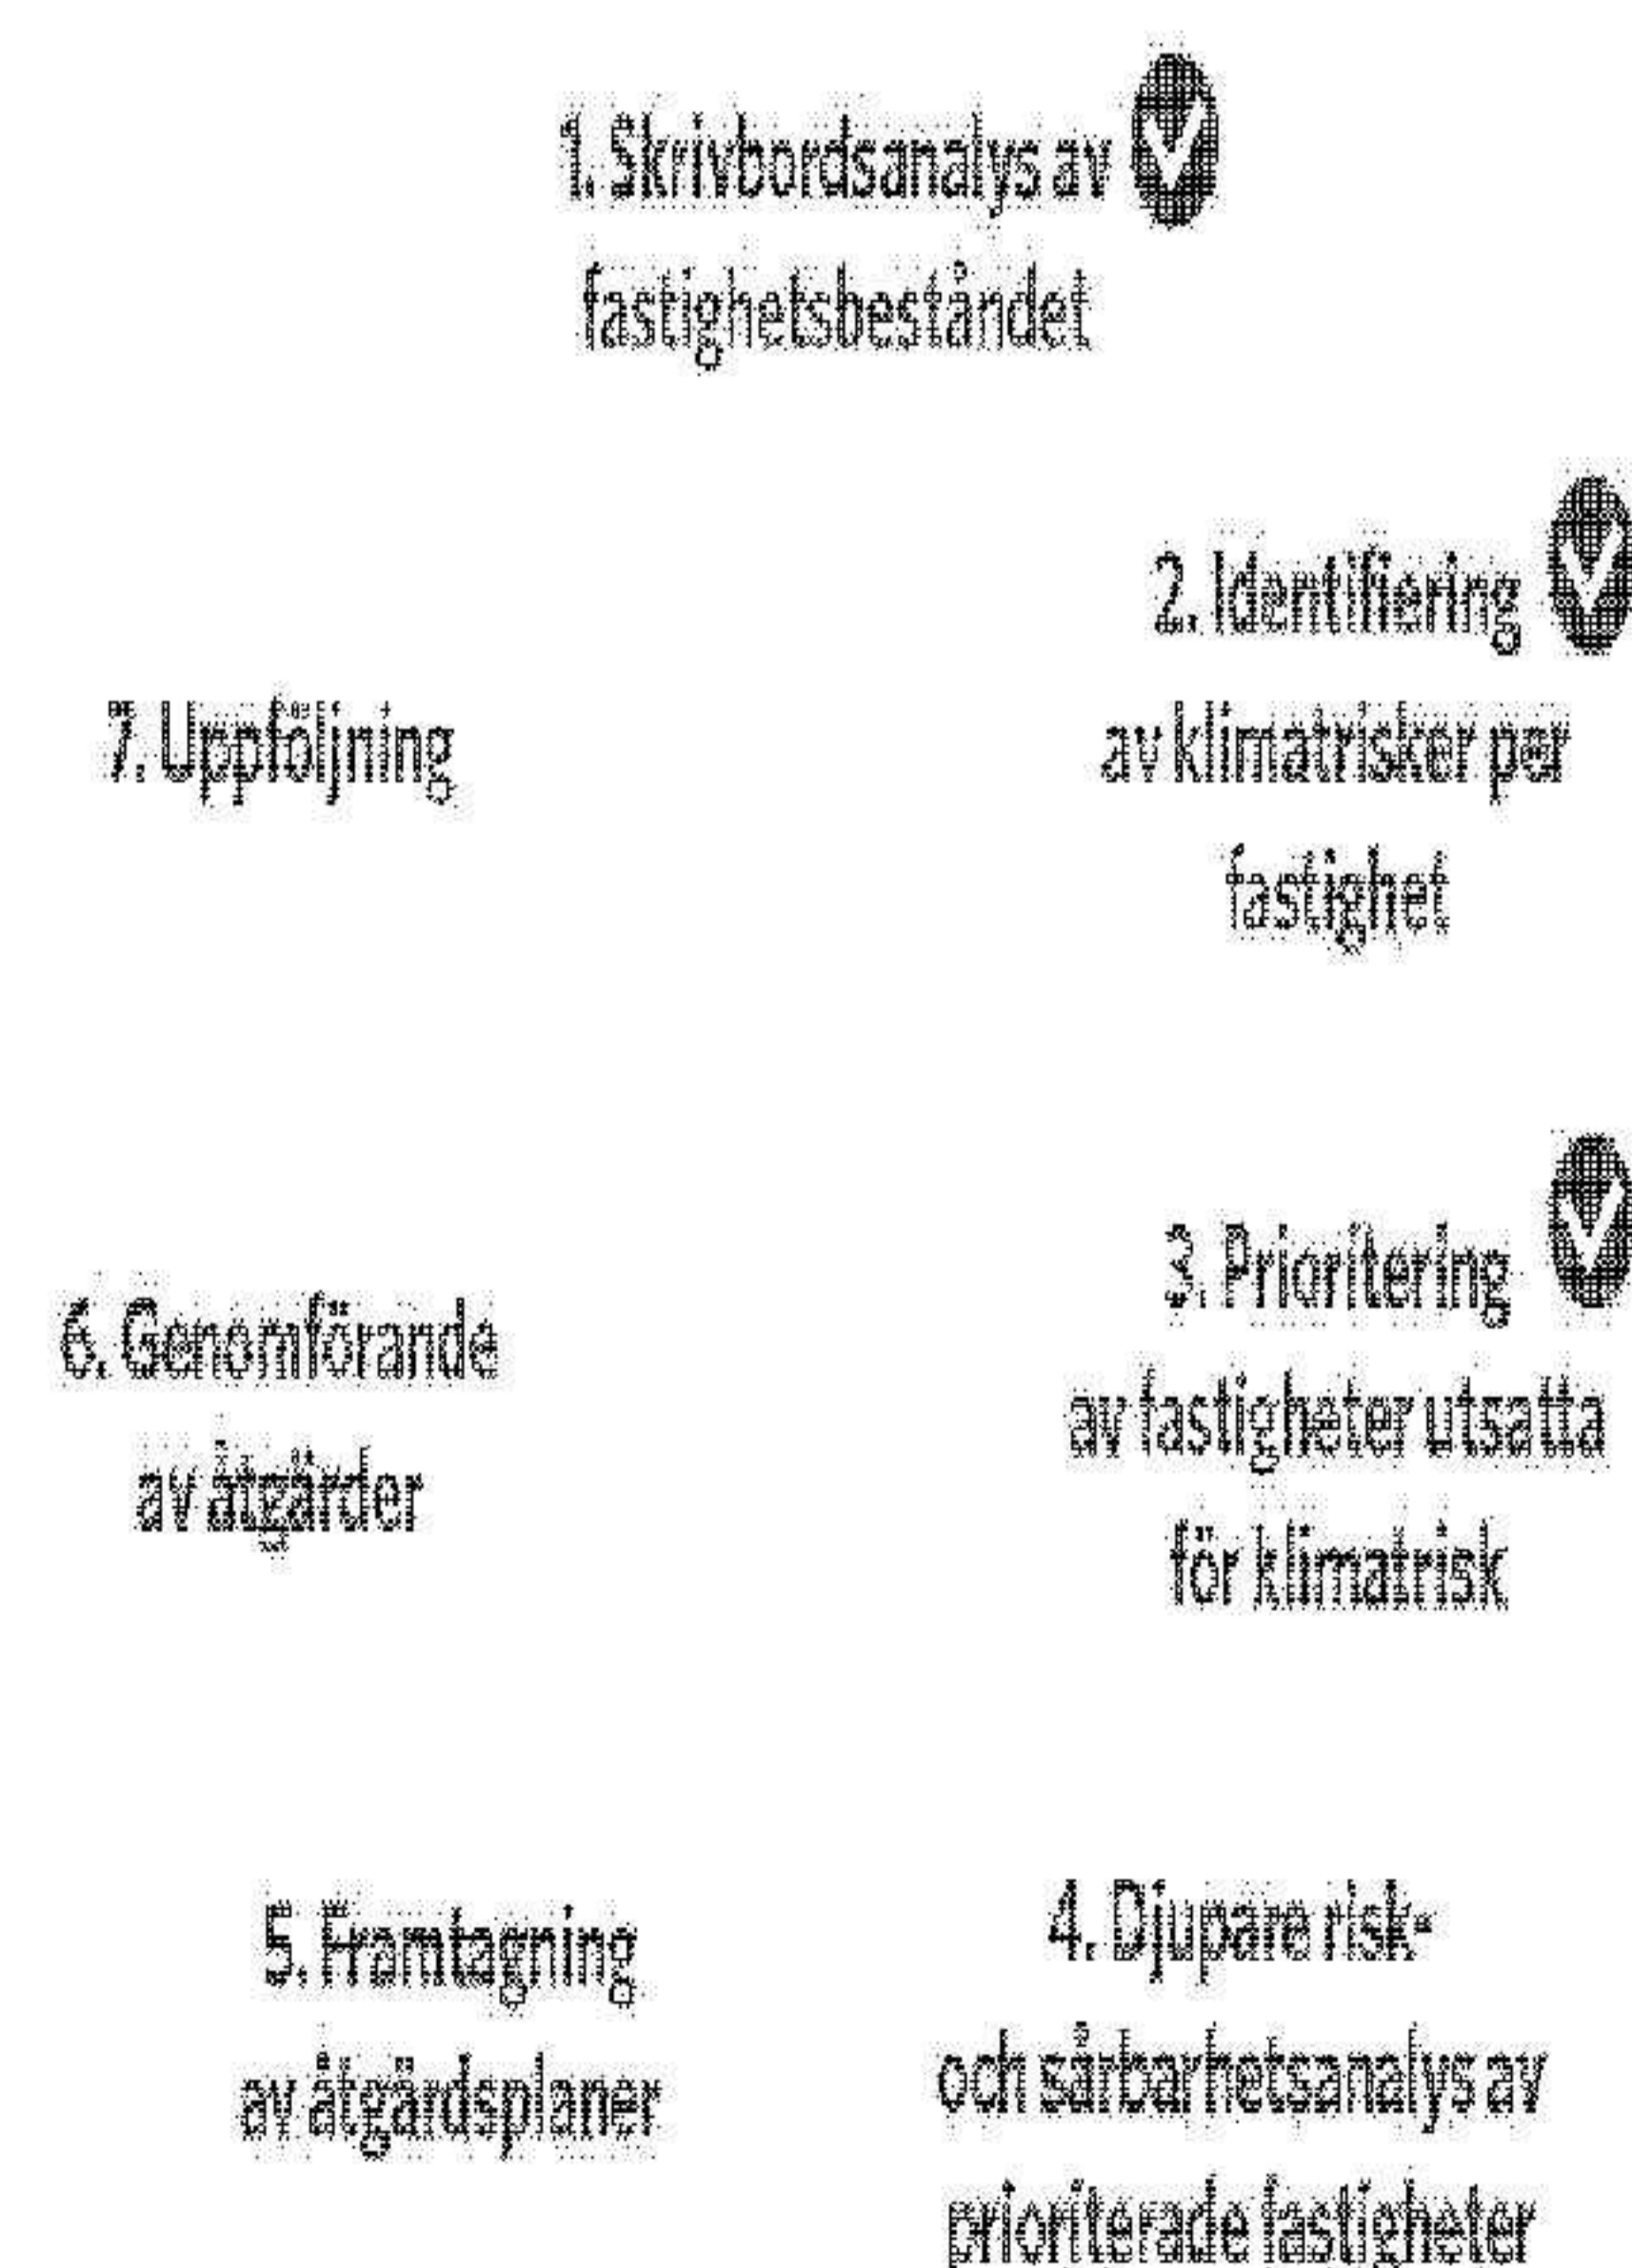 1. Skrivbordsanalys av
fastighetsbeståndet
2. Identifiering
av klimatrisker per
fastighet
3. Prioritering
av fastigheter utsatta
för klimatrisk
4. Djupare risk-
och sårbarhetsanalys av
prioriterade fastigheter
5. Framtagning
av åtgärdsplaner
6. Genomförande
av åtgärder
7. Uppföljning